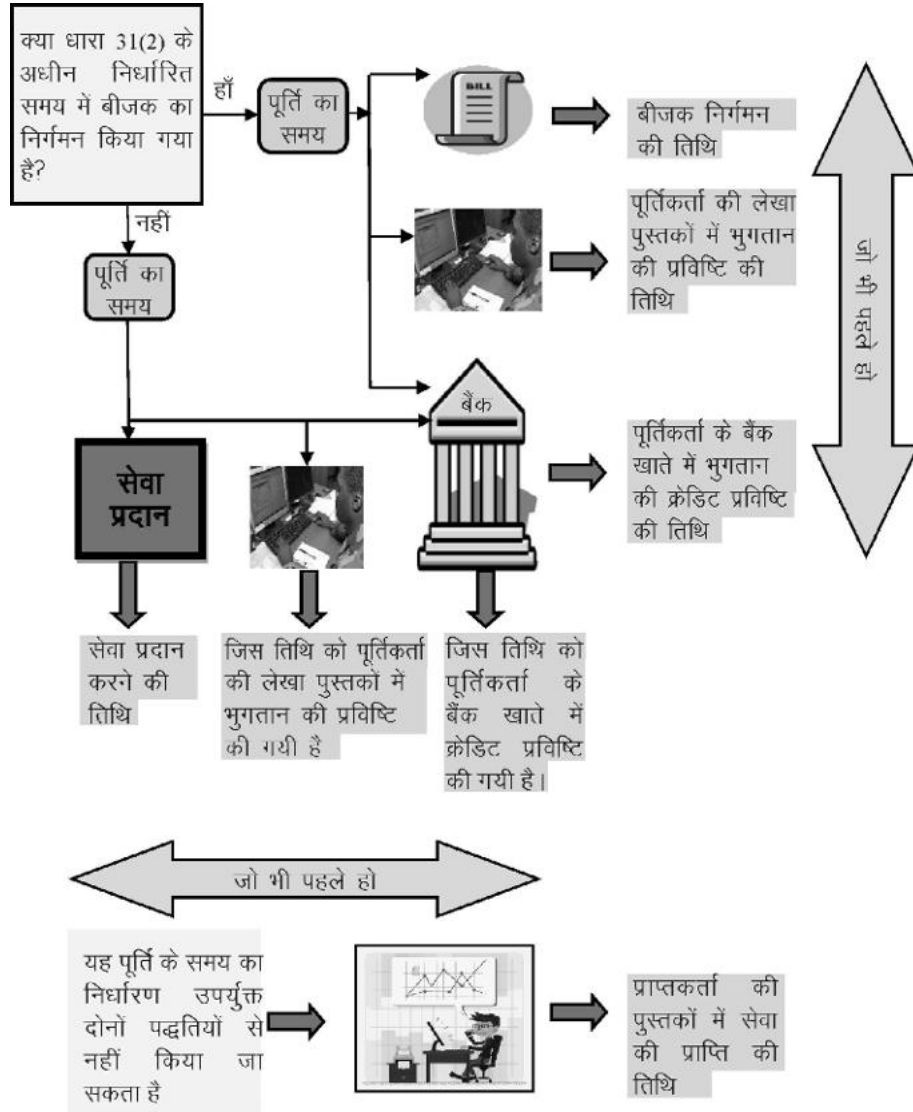 क्या धारा 31(2) के
अधीन निर्धारित
समय में बीजक का
निर्गमन किया गया
है?
हाँ
पूर्ति का
समय
BILL
बीजक निर्गमन
की तिथि
नहीं
पूर्ति का
समय
पूर्तिकर्ता की लेखा
पुस्तकों में भुगतान
की प्रविष्टि की
तिथि
जो भी पहले हो
बैंक
पूर्तिकर्ता के बैंक
खाते में भुगतान
की क्रेडिट प्रविष्टि
की तिथि
सेवा
प्रदान
सेवा प्रदान
करने की
तिथि
जिस तिथि को पूर्तिकर्ता
की लेखा पुस्तकों में
भुगतान की प्रविष्टि
की गयी है
जिस तिथि को
पूर्तिकर्ता के
बैंक खाते में
क्रेडिट प्रविष्टि
की गयी है।
जो भी पहले हो
यह पूर्ति के समय का
निर्धारण उपर्युक्त
दोनों पद्धतियों से
नहीं किया जा
सकता है
प्राप्तकर्ता की
पुस्तकों में सेवा
की प्राप्ति की
तिथि